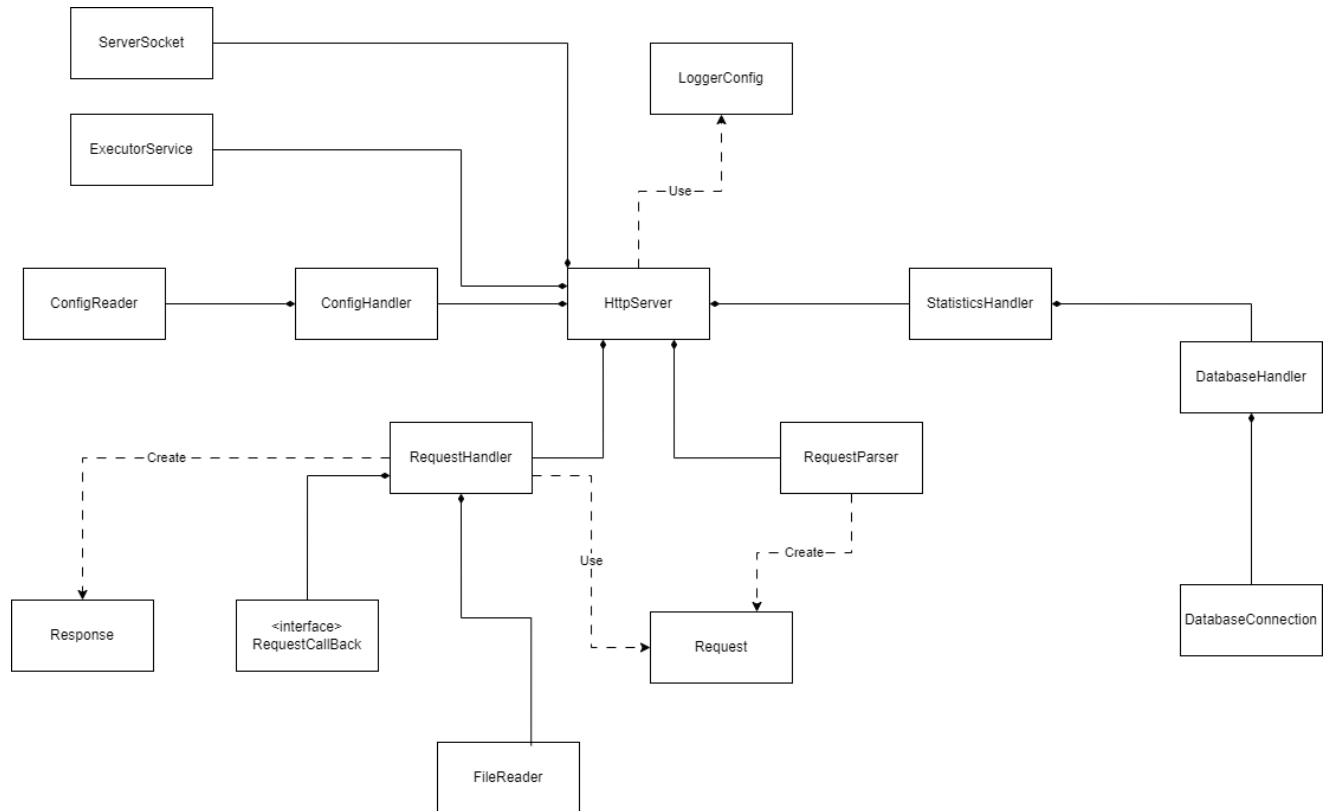 ServerSocket
LoggerConfig
ExecutorService
Use
ConfigReader
ConfigHandler
HttpServer
StatisticsHandler
DatabaseHandler
Create
RequestHandler
RequestParser
Use
Create
Response
<interface>
RequestCallBack
Request
DatabaseConnection
FileReader